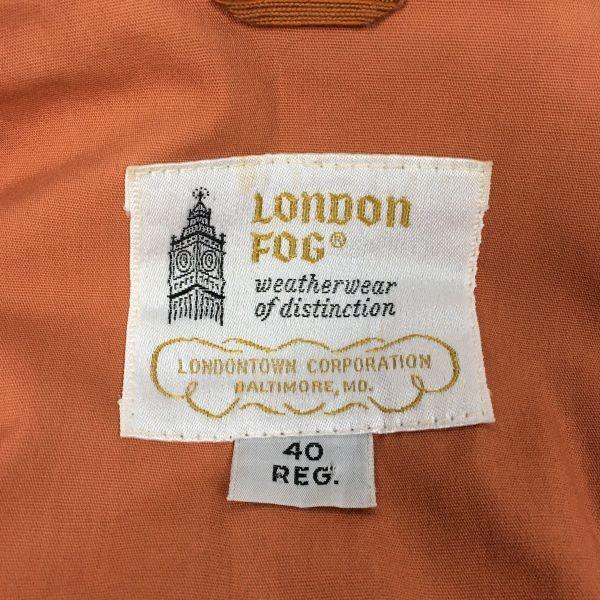 LONDON
FOG®
weatherwear
of distinction
LONDONTOWN CORPORATION
BALTIMORE, MD.
40
REG.